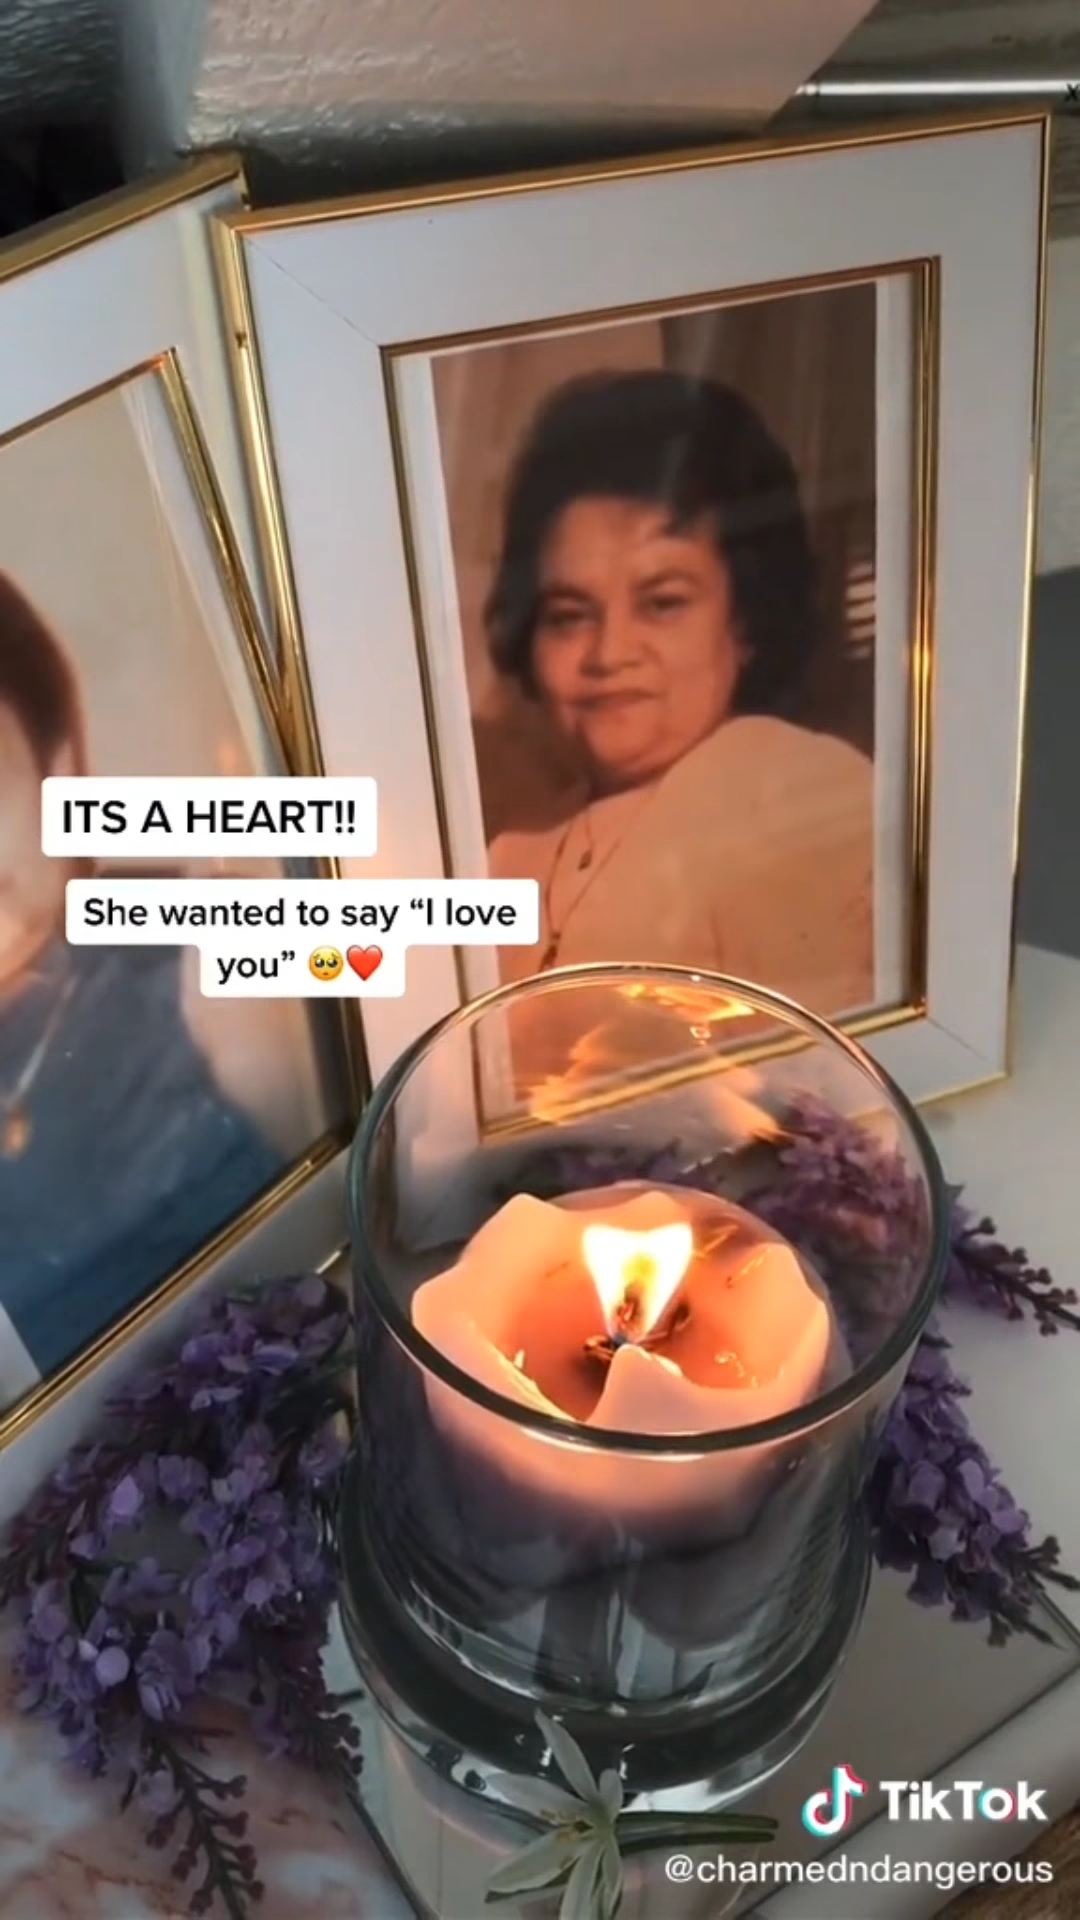 ITS A HEART!!
She wanted to say “I love
you” 🥺❤️
TikTok
@charmedndangerous